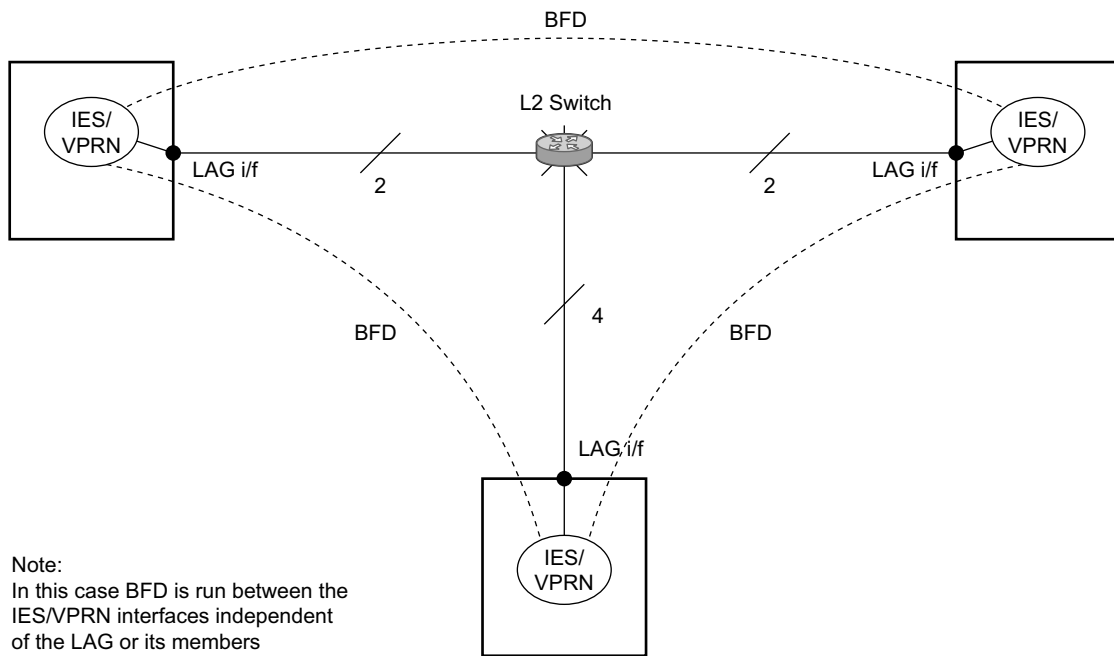 BFD
L2 Switch
IES/
VPRN
IES/
VPRN
LAG i/f
2
2
LAG i/f
4
BFD
BFD
LAG i/f
IES/
VPRN
Note:
In this case BFD is run between the
IES/VPRN interfaces independent
of the LAG or its members